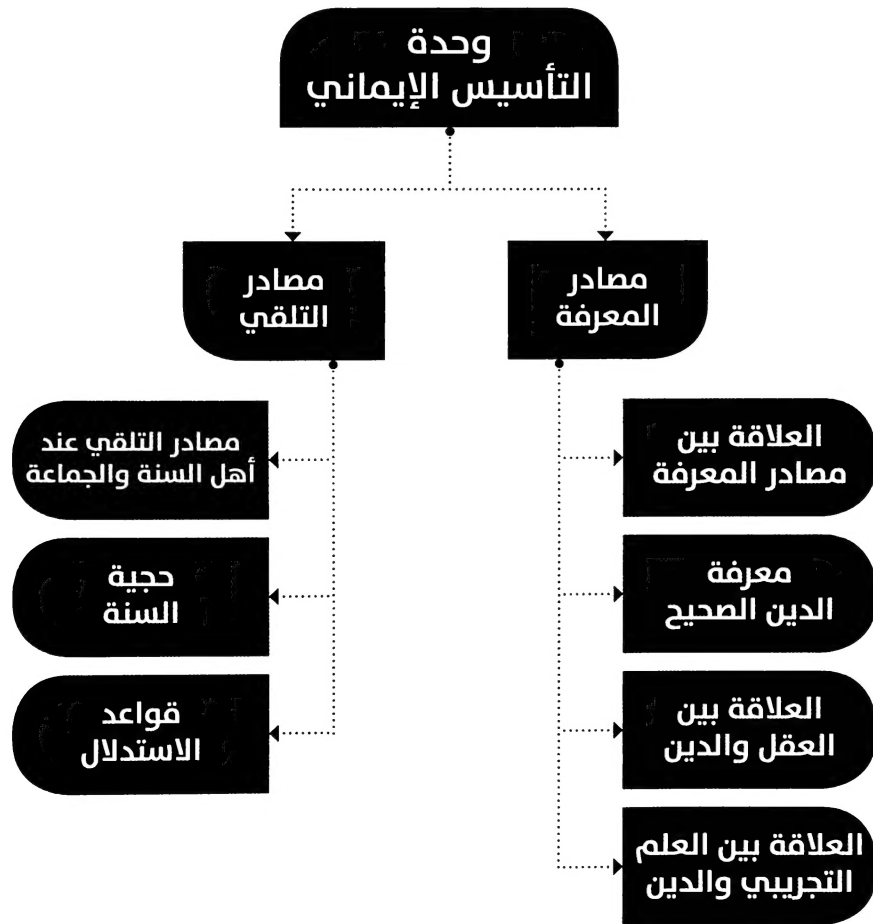 وحدة
التأسيس الإيماني
مصادر
المعرفة
العلاقة بين
مصادر المعرفة
معرفة
الدين الصحيح
العلاقة بين
العقل والدين
العلاقة بين العلم
التجريبي والدين
مصادر
التلقي
مصادر التلقي عند
أهل السنة والجماعة
حجية
السنة
قواعد
الاستدلال